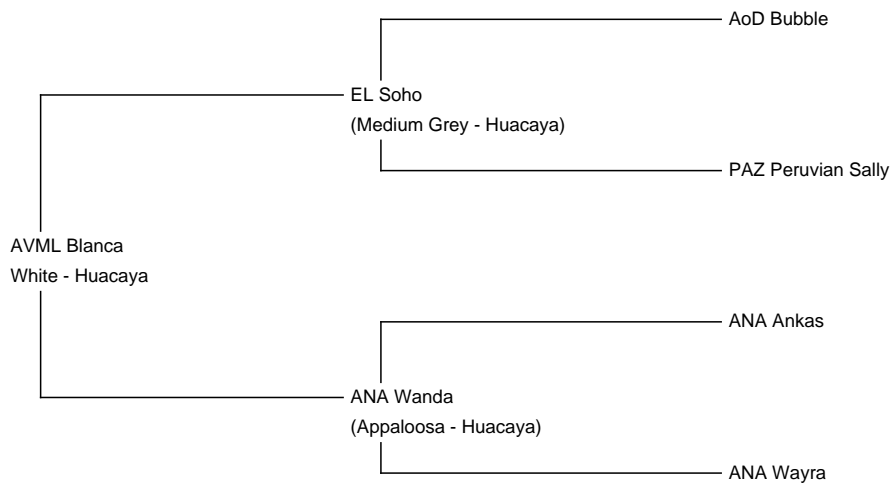 AoD Bubble
EL Soho
(Medium Grey - Huacaya)
PAZ Peruvian Sally
AVML Blanca
White - Huacaya
ANA Ankas
ANA Wanda
(Appaloosa - Huacaya)
ANA Wayra